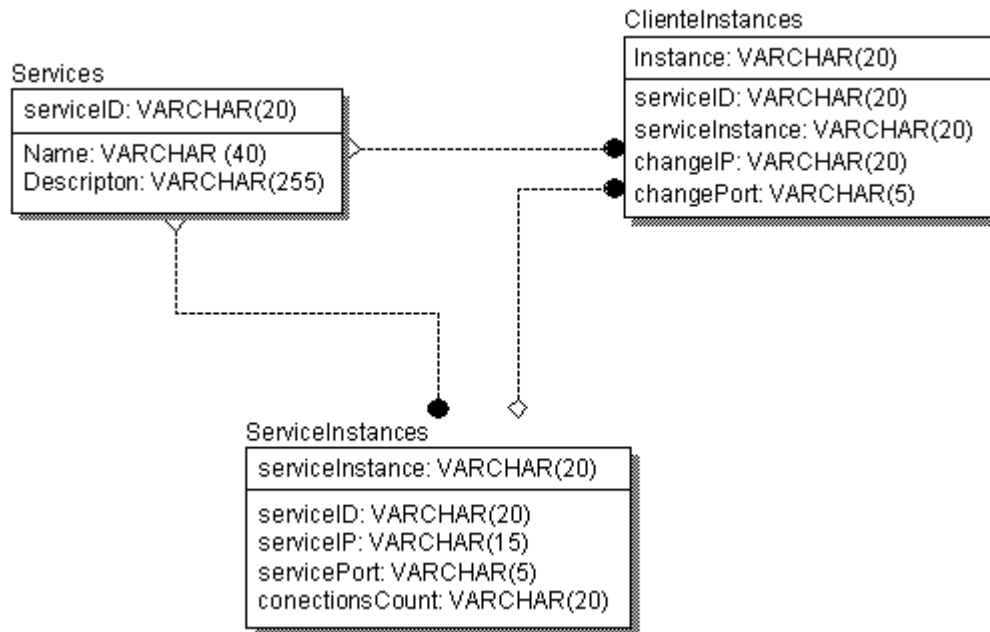 Services
serviceID: VARCHAR(20)
Name: VARCHAR (40)
Descripton: VARCHAR(255)
ClienteInstances
Instance: VARCHAR(20)
serviceID: VARCHAR(20)
serviceInstance: VARCHAR(20)
changeIP: VARCHAR(20)
changePort: VARCHAR(5)
ServiceInstances
serviceInstance: VARCHAR(20)
serviceID: VARCHAR(20)
serviceIP: VARCHAR(15)
servicePort: VARCHAR(5)
conectionsCount: VARCHAR(20)